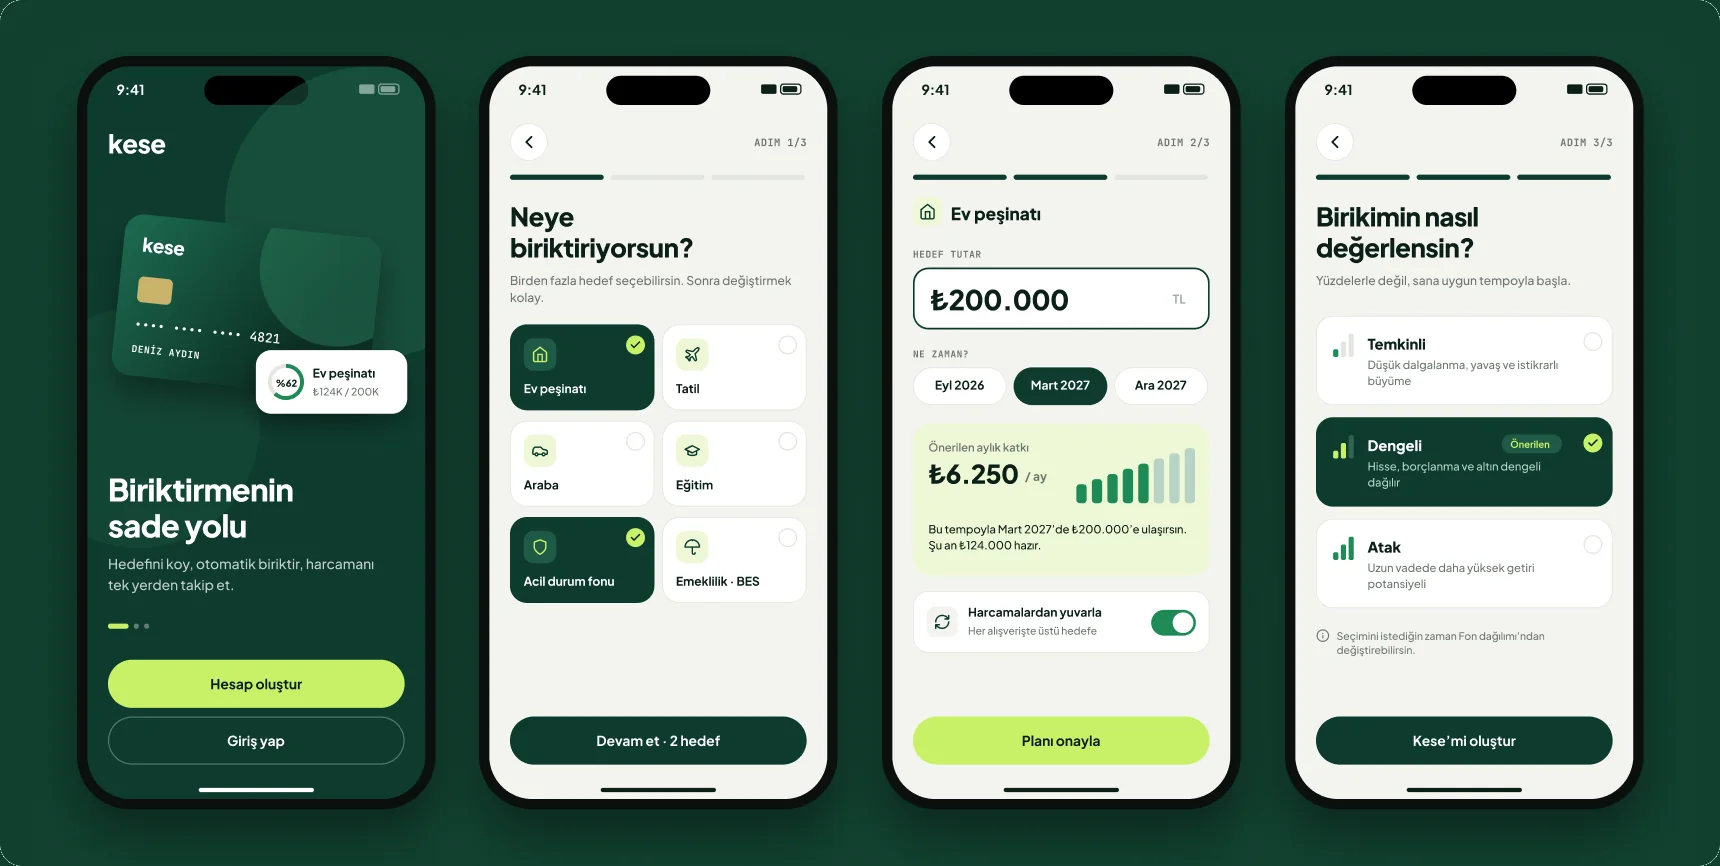 9:41
kese
kese
•••• •••• •••• 4821
DENİZ AYDIN
%62
Ev peşinatı
₺124K / 200K
Biriktirmenin
sade yolu
Hedefini koy, otomatik biriktir, harcamanı
tek yerden takip et.
Hesap oluştur
Giriş yap
9:41
ADIM 1/3
Neye
biriktiriyorsun?
Birden fazla hedef seçebilirsin. Sonra değiştirmek
kolay.
Ev peşinatı
Tatil
Araba
Eğitim
Acil durum fonu
Emeklilik · BES
Devam et · 2 hedef
9:41
ADIM 2/3
Ev peşinatı
HEDEF TUTAR
₺200.000
TL
NE ZAMAN?
Eyl 2026
Mart 2027
Ara 2027
Önerilen aylık katkı
₺6.250 / ay
Bu tempoyla Mart 2027'de ₺200.000'e ulaşırsın.
Şu an ₺124.000 hazır.
Harcamalardan yuvarla
Her alışverişte üstü hedefe
Planı onayla
9:41
ADIM 3/3
Birikimin nasıl
değerlensin?
Yüzdelerle değil, sana uygun tempoyla başla.
Temkinli
Düşük dalgalanma, yavaş ve istikrarlı
büyüme
Dengeli
Önerilen
Hisse, borçlanma ve altın dengeli
dağılır
Atak
Uzun vadede daha yüksek getiri
potansiyeli
Seçimini istediğin zaman Fon dağılımı'ndan
değiştirebilirsin.
Kese'mi oluştur